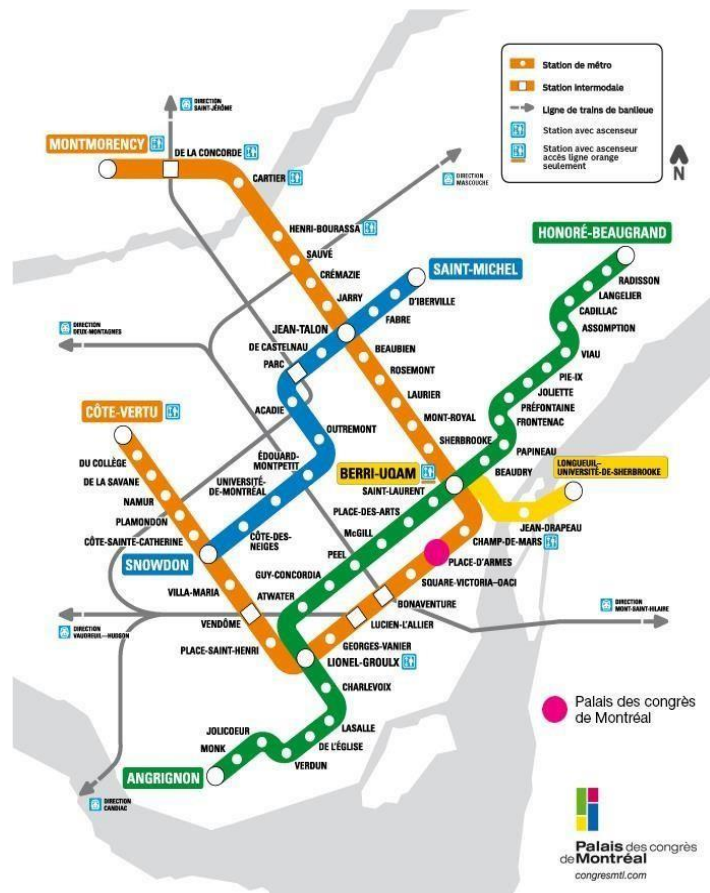 Station de métro
Station intermodale
Ligne de trains de banlieue
Station avec ascenseur
Station avec ascenseur
accès ligne orange
seulement
N
DIRECTION
SAINT-JÉRÔME
MONTMORENCY
DE LA CONCORDE
CARTIER
DIRECTION
MASCOUCHE
HENRI-BOURASSA
SAUVÉ
CRÉMAZIE
JARRY
HONORÉ-BEAUGRAND
RADISSON
LANGELIER
CADILLAC
ASSOMPTION
VIAU
PIE-IX
JOLIETTE
PRÉFONTAINE
FRONTENAC
PAPINEAU
BEAUDRY
SAINT-MICHEL
D'IBERVILLE
FABRE
JEAN-TALON
DE CASTELNAU
PARC
ACADIE
OUTREMONT
ÉDOUARD-
MONTPETIT
UNIVERSITÉ-
DE-MONTRÉAL
CÔTE-DES-
NEIGES
SNOWDON
DIRECTION
DEUX-MONTAGNES
BEAUBIEN
ROSEMONT
LAURIER
MONT-ROYAL
SHERBROOKE
BERRI-UQAM
LONGUEUIL–
UNIVERSITÉ-DE-SHERBROOKE
JEAN-DRAPEAU
CÔTE-VERTU
DU COLLÈGE
DE LA SAVANE
NAMUR
PLAMONDON
CÔTE-SAINTE-CATHERINE
VILLA-MARIA
VENDÔME
PLACE-SAINT-HENRI
SAINT-LAURENT
PLACE-DES-ARTS
McGILL
PEEL
GUY-CONCORDIA
ATWATER
CHAMP-DE-MARS
PLACE-D'ARMES
SQUARE-VICTORIA–OACI
BONAVENTURE
LUCIEN-L'ALLIER
GEORGES-VANIER
LIONEL-GROULX
DIRECTION
MONT-SAINT-HILAIRE
DIRECTION
VAUDREUIL—HUDSON
CHARLEVOIX
LASALLE
DE L'ÉGLISE
VERDUN
JOLICOEUR
MONK
ANGRIGNON
DIRECTION
CANDIAC
Palais des congrès
de Montréal
Palais des congrès
de Montréal
congresmtl.com